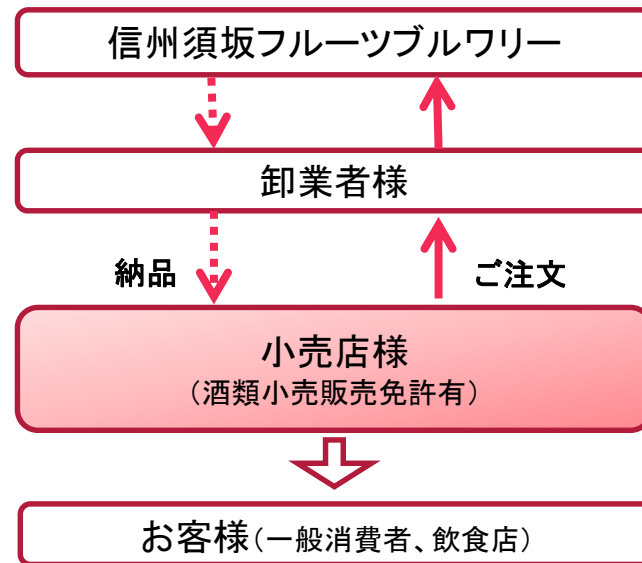 信州須坂フルーツブルワリー
卸業者様
納品
ご注文
小売店様
（酒類小売販売免許有）
お客様（一般消費者、飲食店）